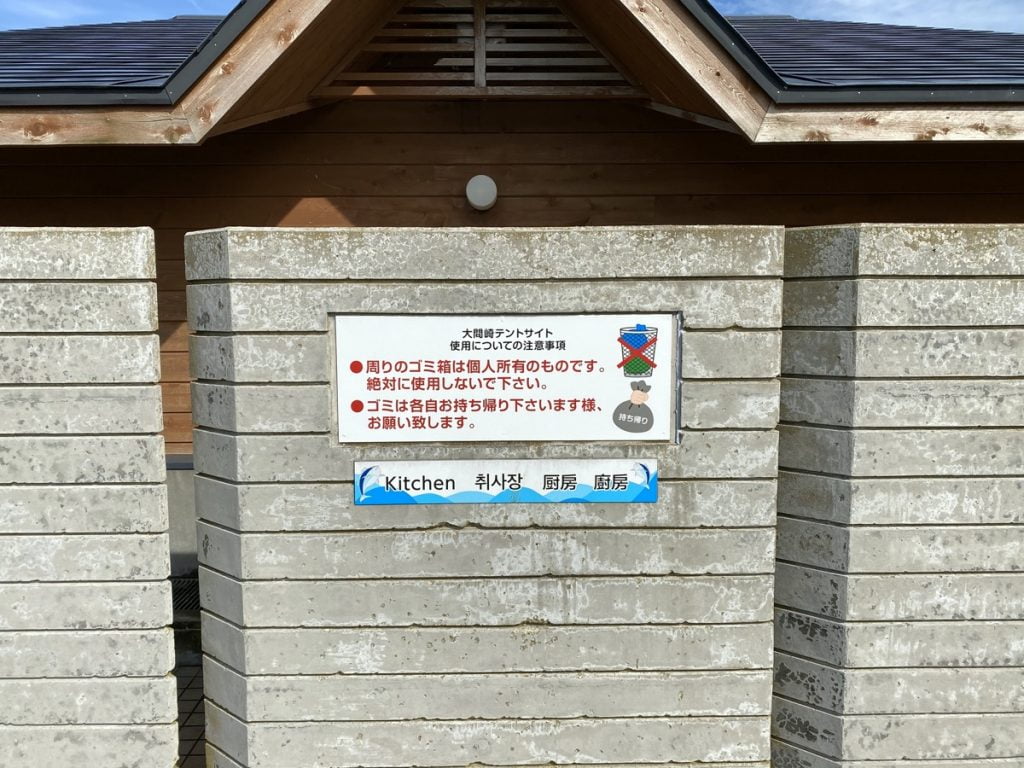 大間崎テントサイト
使用についての注意事項
●周りのゴミ箱は個人所有のものです。
絶対に使用しないで下さい。
●ゴミは各自お持ち帰り下さいます様、
お願い致します。
持ち帰り
Kitchen 취사장 厨房 廚房